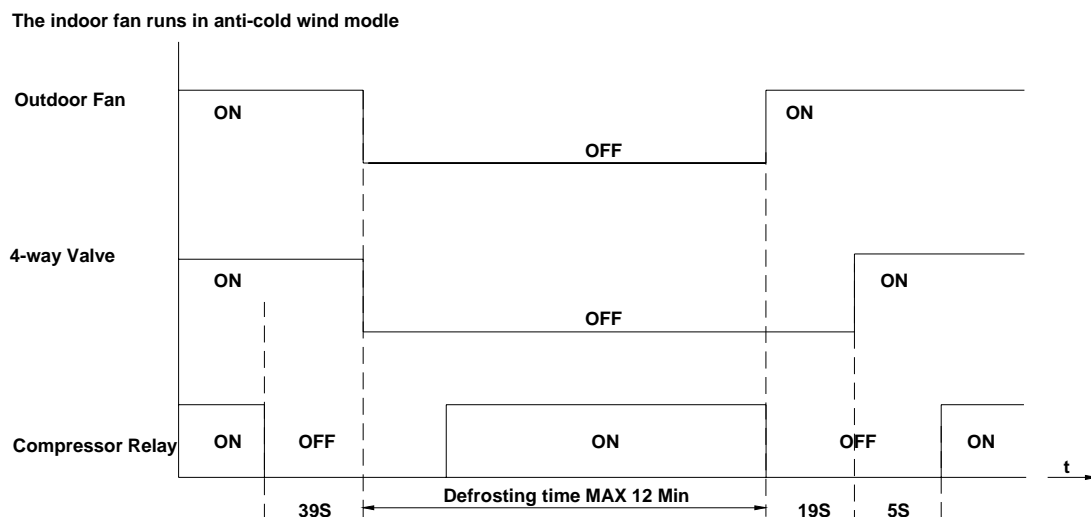 The indoor fan runs in anti-cold wind modle
Outdoor Fan
ON
OFF
ON
4-way Valve
ON
OFF
ON
Compressor Relay
ON
OFF
ON
OFF
ON
t
39S
Defrosting time MAX 12 Min
19S
5S